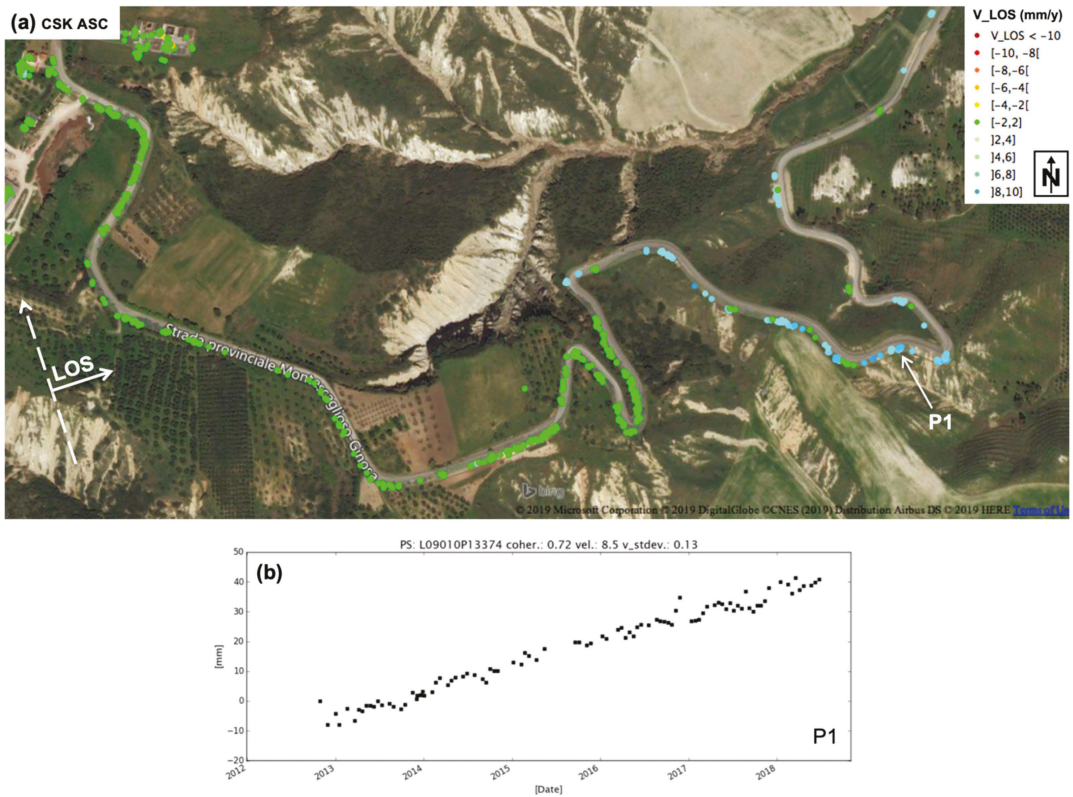 (a) CSK ASC
V_LOS (mm/y)
V_LOS < -10
[-10, -8[
[-8,-6[
[-6,-4[
[-4,-2[
[-2,2]
]2,4]
]4,6]
]6,8]
]8,10]
N
LOS
Strada provinciale Montescaglioso-Ginosa
P1
bing
© 2019 Microsoft Corporation © 2019 DigitalGlobe ©CNES (2019) Distribution Airbus DS © 2019 HERE Terms of Us
PS: L09010P13374 coher.: 0.72 vel.: 8.5 v_stdev.: 0.13
(b)
50
40
30
20
10
0
−10
−20
[mm]
P1
2012
2013
2014
2015
2016
2017
2018
[Date]